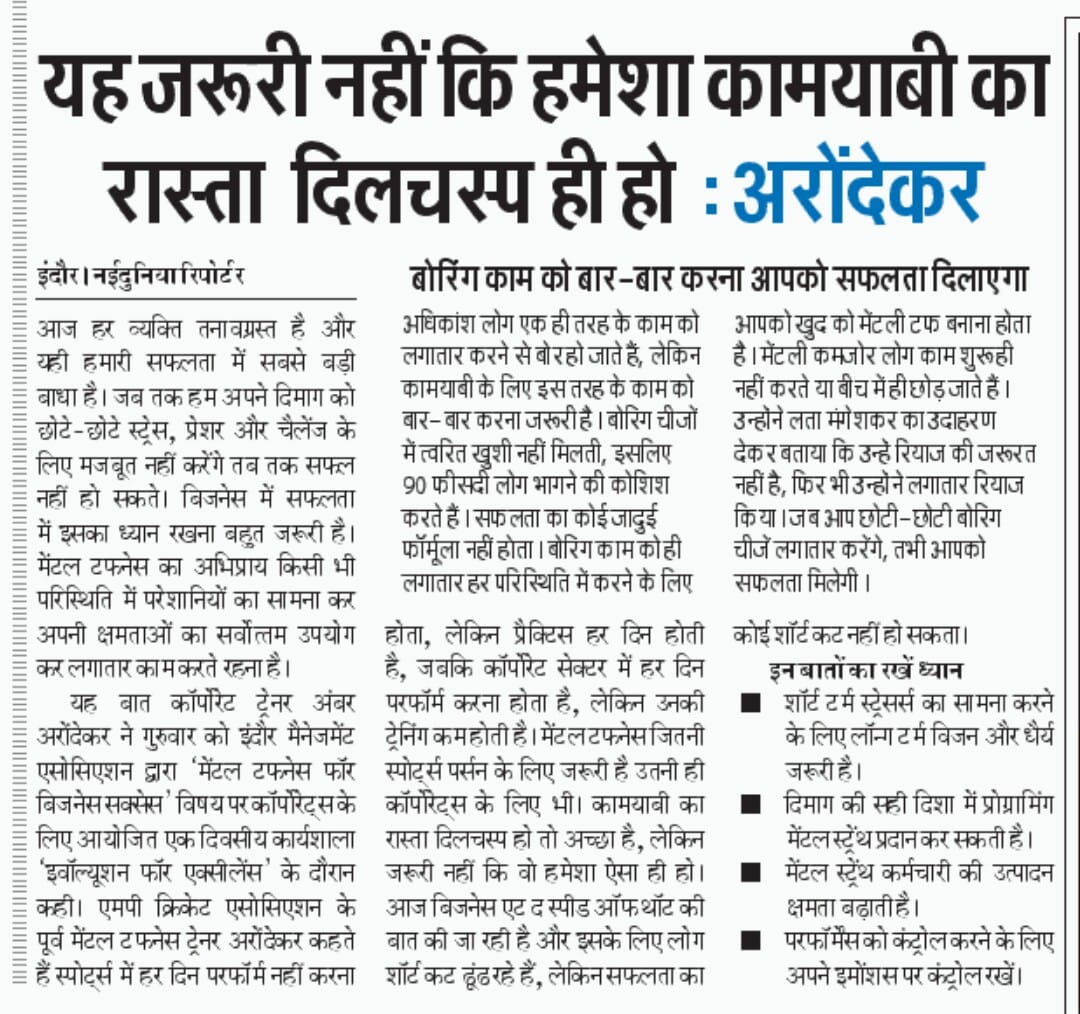 यह जरूरी नहीं कि हमेशा कामयाबी का
रास्ता दिलचस्प ही हो : अरोंदेकर
इंदौर। नईदुनिया रिपोर्टर
आज हर व्यक्ति तनावग्रस्त है और
यही हमारी सफलता में सबसे बड़ी
बाधा है। जब तक हम अपने दिमाग को
छोटे-छोटे स्ट्रेस, प्रेशर और चैलेंज के
लिए मजबूत नहीं करेंगे तब तक सफल
नहीं हो सकते। बिजनेस में सफलता
में इसका ध्यान रखना बहुत जरूरी है।
मेंटल टफनेस का अभिप्राय किसी भी
परिस्थिति में परेशानियों का सामना कर
अपनी क्षमताओं का सर्वोत्तम उपयोग
कर लगातार काम करते रहना है।
यह बात कॉर्पोरेट ट्रेनर अंबर
अरोंदेकर ने गुरुवार को इंदौर मैनेजमेंट
एसोसिएशन द्वारा 'मेंटल टफनेस फॉर
बिजनेस सक्सेस' विषय पर कॉर्पोरेट्स के
लिए आयोजित एक दिवसीय कार्यशाला
'इवॉल्यूशन फॉर एक्सीलेंस' के दौरान
कही। एमपी क्रिकेट एसोसिएशन के
पूर्व मेंटल टफनेस ट्रेनर अरोंदेकर कहते
हैं स्पोर्ट्स में हर दिन परफॉर्म नहीं करना
होता, लेकिन प्रैक्टिस हर दिन होती
है, जबकि कॉर्पोरेट सेक्टर में हर दिन
परफॉर्म करना होता है, लेकिन उनकी
ट्रेनिंग कम होती है। मेंटल टफनेस जितनी
स्पोर्ट्स पर्सन के लिए जरूरी है उतनी ही
कॉर्पोरेट्स के लिए भी। कामयाबी का
रास्ता दिलचस्प हो तो अच्छा है, लेकिन
जरूरी नहीं कि वो हमेशा ऐसा ही हो।
आज बिजनेस एट द स्पीड ऑफ थॉट की
बात की जा रही है और इसके लिए लोग
शॉर्ट कट ढूंढ रहे हैं, लेकिन सफलता का
कोई शॉर्ट कट नहीं हो सकता।
इन बातों का रखें ध्यान
■ शॉर्ट टर्म स्ट्रेसर्स का सामना करने
के लिए लॉन्ग टर्म विजन और धैर्य
जरूरी है।
■ दिमाग की सही दिशा में प्रोग्रामिंग
मेंटल स्ट्रेंथ प्रदान कर सकती है।
■ मेंटल स्ट्रेंथ कर्मचारी की उत्पादन
क्षमता बढ़ाती है।
■ परफॉर्मेंस को कंट्रोल करने के लिए
अपने इमोंशस पर कंट्रोल रखें।
बोरिंग काम को बार-बार करना आपको सफलता दिलाएगा
अधिकांश लोग एक ही तरह के काम को
लगातार करने से बोर हो जाते हैं, लेकिन
कामयाबी के लिए इस तरह के काम को
बार-बार करना जरूरी है। बोरिंग चीजों
में त्वरित खुशी नहीं मिलती, इसलिए
90 फीसदी लोग भागने की कोशिश
करते हैं। सफलता का कोई जादुई
फॉर्मूला नहीं होता। बोरिंग काम को ही
लगातार हर परिस्थिति में करने के लिए
आपको खुद को मेंटली टफ बनाना होता
है। मेंटली कमजोर लोग काम शुरू ही
नहीं करते या बीच में ही छोड़ जाते हैं।
उन्होंने लता मंगेशकर का उदाहरण
देकर बताया कि उन्हें रियाज की जरूरत
नहीं है, फिर भी उन्होंने लगातार रियाज
किया। जब आप छोटी-छोटी बोरिंग
चीजें लगातार करेंगे, तभी आपको
सफलता मिलेगी।